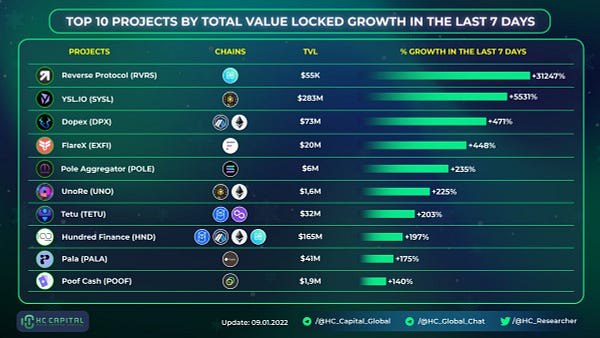 TOP 10 PROJECTS BY TOTAL VALUE LOCKED GROWTH IN THE LAST 7 DAYS
PROJECTS CHAINS TVL % GROWTH IN THE LAST 7 DAYS
Reverse Protocol (RVRS) $55K +31247%
YSL.IO (SYSL) $283M +5531%
Dopex (DPX) $73M +471%
FlareX (EXFI) $20M +448%
Pole Aggregator (POLE) $6M +235%
UnoRe (UNO) $1,6M +225%
Tetu (TETU) $32M +203%
Hundred Finance (HND) $165M +197%
Pala (PALA) $41M +175%
Poof Cash (POOF) $1,9M +140%
HC CAPITAL Update: 09.01.2022 /@HC_Capital_Global /@HC_Global_Chat /@HC_Researcher